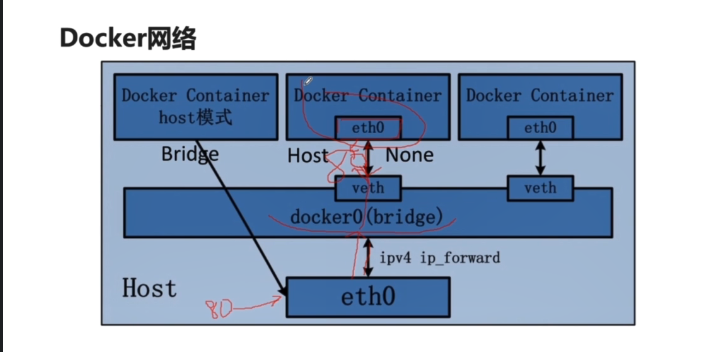 Docker网络
Docker Container
host模式
Docker Container
eth0
Docker Container
eth0
Bridge
Host
None
veth
veth
docker0(bridge)
ipv4 ip_forward
Host
eth0
80